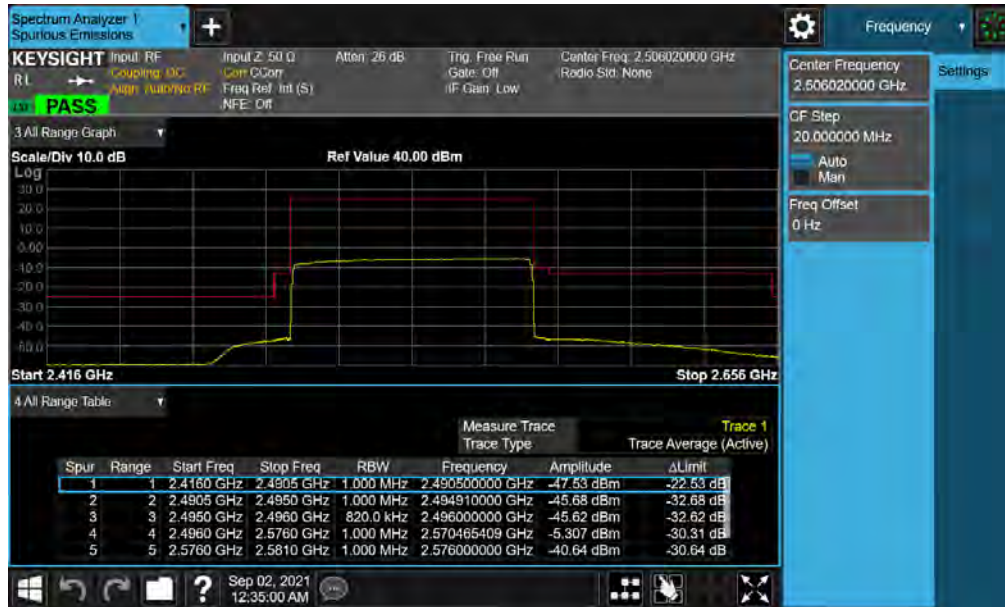 Spectrum Analyzer 1
Spurious Emissions
Frequency
KEYSIGHT Input: RF Input Z: 50 Ω Atten: 26 dB Trig: Free Run Center Freq: 2.506020000 GHz
RL Coupling: DC Corr CCorr Gate: Off Radio Std: None
Align: Auto/No RF Freq Ref: Int (S) IF Gain: Low
NFE: Off
PASS
Center Frequency
2.506020000 GHz
Settings
CF Step
20.000000 MHz
Auto
Man
Freq Offset
0 Hz
3 All Range Graph
Scale/Div 10.0 dB Ref Value 40.00 dBm
Log
30.0
20.0
10.0
0.00
-10.0
-20.0
-30.0
-40.0
-50.0
Start 2.416 GHz Stop 2.656 GHz
4 All Range Table
Measure Trace Trace 1
Trace Type Trace Average (Active)
Spur Range Start Freq Stop Freq RBW Frequency Amplitude ΔLimit
1 1 2.4160 GHz 2.4905 GHz 1.000 MHz 2.490500000 GHz -47.53 dBm -22.53 dB
2 2 2.4905 GHz 2.4950 GHz 1.000 MHz 2.494910000 GHz -45.68 dBm -32.68 dB
3 3 2.4950 GHz 2.4960 GHz 820.0 kHz 2.496000000 GHz -45.62 dBm -32.62 dB
4 4 2.4960 GHz 2.5760 GHz 1.000 MHz 2.570465409 GHz -5.307 dBm -30.31 dB
5 5 2.5760 GHz 2.5810 GHz 1.000 MHz 2.576000000 GHz -40.64 dBm -30.64 dB
Sep 02, 2021
12:35:00 AM